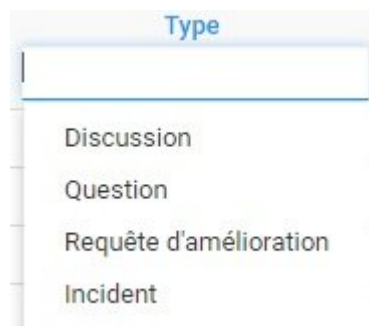 Type
Discussion
Question
Requête d'amélioration
Incident